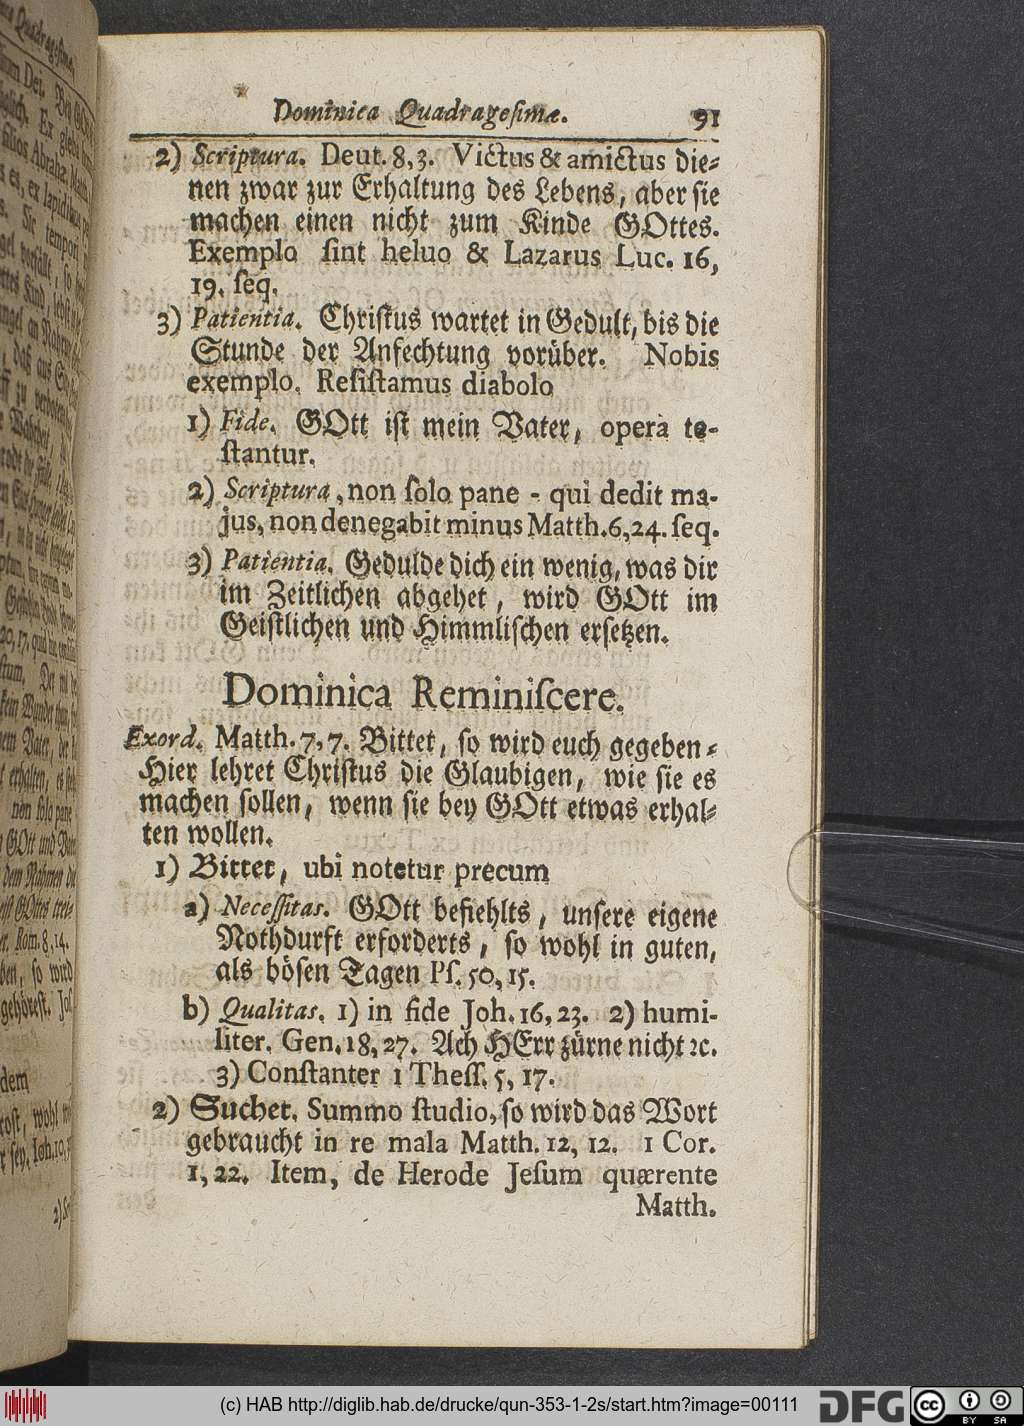 Dominica Quadragesimæ. 91
2) Scriptura. Deut. 8, 3. Victus & amictus die-
nen zwar zur Erhaltung des Lebens, aber sie
machen einen nicht zum Kinde GOttes.
Exemplo sint heluo & Lazarus Luc. 16,
19. seq.
3) Patientia. Christus wartet in Gedult, bis die
Stunde der Anfechtung vorüber. Nobis
exemplo. Resistamus diabolo
1) Fide. GOtt ist mein Vater, opera te-
stantur.
2) Scriptura, non solo pane - qui dedit ma-
jus, non denegabit minus Matth. 6, 24. seq.
3) Patientia. Gedulde dich ein wenig, was dir
im Zeitlichen abgehet, wird GOtt im
Geistlichen und Himmlischen ersetzen.
Dominica Reminiscere.
Exord. Matth. 7, 7. Bittet, so wird euch gegeben-
Hier lehret Christus die Glaubigen, wie sie es
machen sollen, wenn sie bey GOtt etwas erhal-
ten wollen.
1) Bittet, ubi notetur precum
a) Necessitas. GOtt befiehlts, unsere eigene
Nothdurft erforderts, so wohl in guten,
als bösen Tagen Ps. 50, 15.
b) Qualitas. 1) in fide Joh. 16, 23. 2) humi-
liter. Gen. 18, 27. Ach HErr zürne nicht ꝛc.
3) Constanter 1 Thess. 5, 17.
2) Suchet. Summo studio, so wird das Wort
gebraucht in re mala Matth. 12, 12. 1 Cor.
1, 22. Item, de Herode Jesum quærente
Matth.
(c) HAB http://diglib.hab.de/drucke/qun-353-1-2s/start.htm?image=00111
DFG
cc BY SA